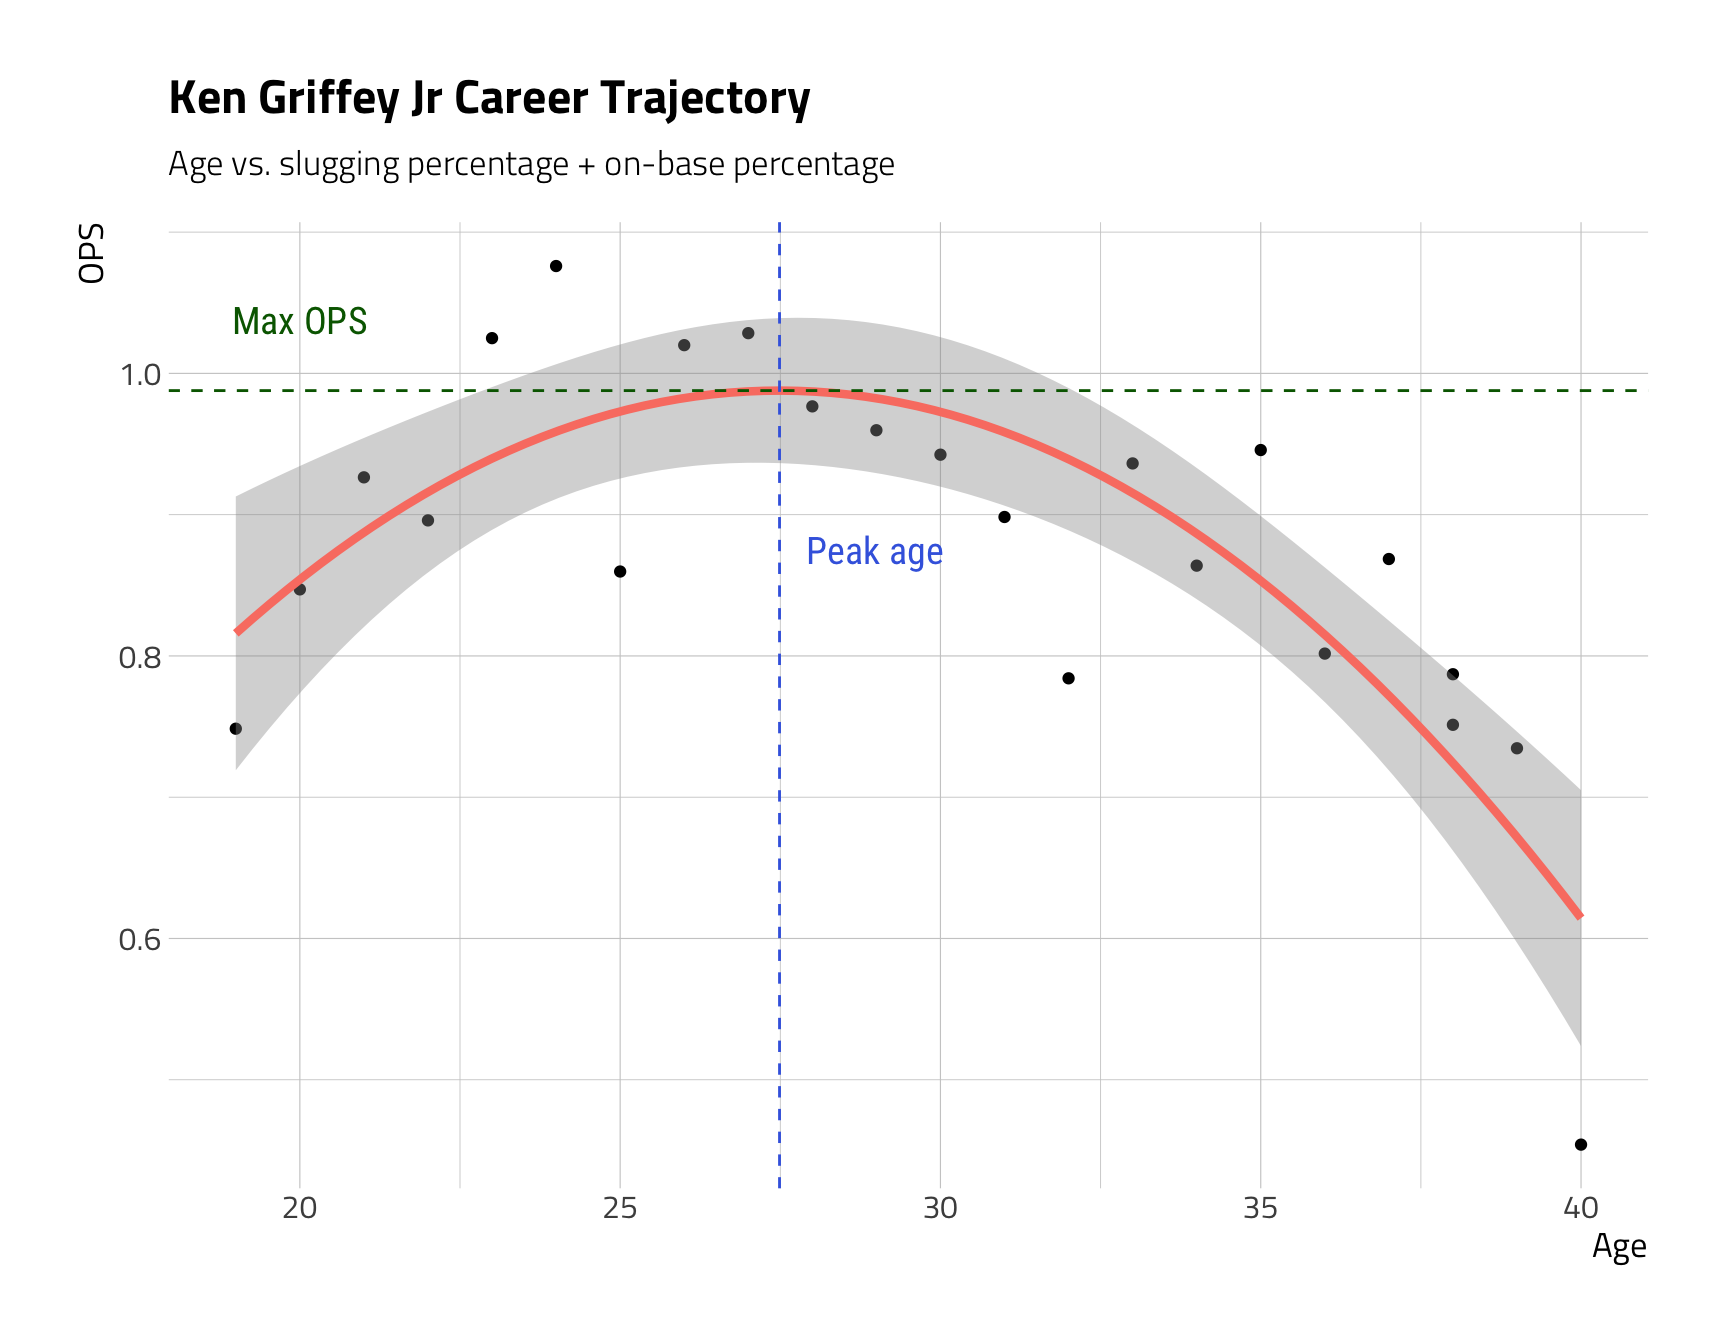 Ken Griffey Jr Career Trajectory
Age vs. slugging percentage + on-base percentage
OPS
Max OPS
1.0
Peak age
0.8
0.6
20 25 30 35 40
Age